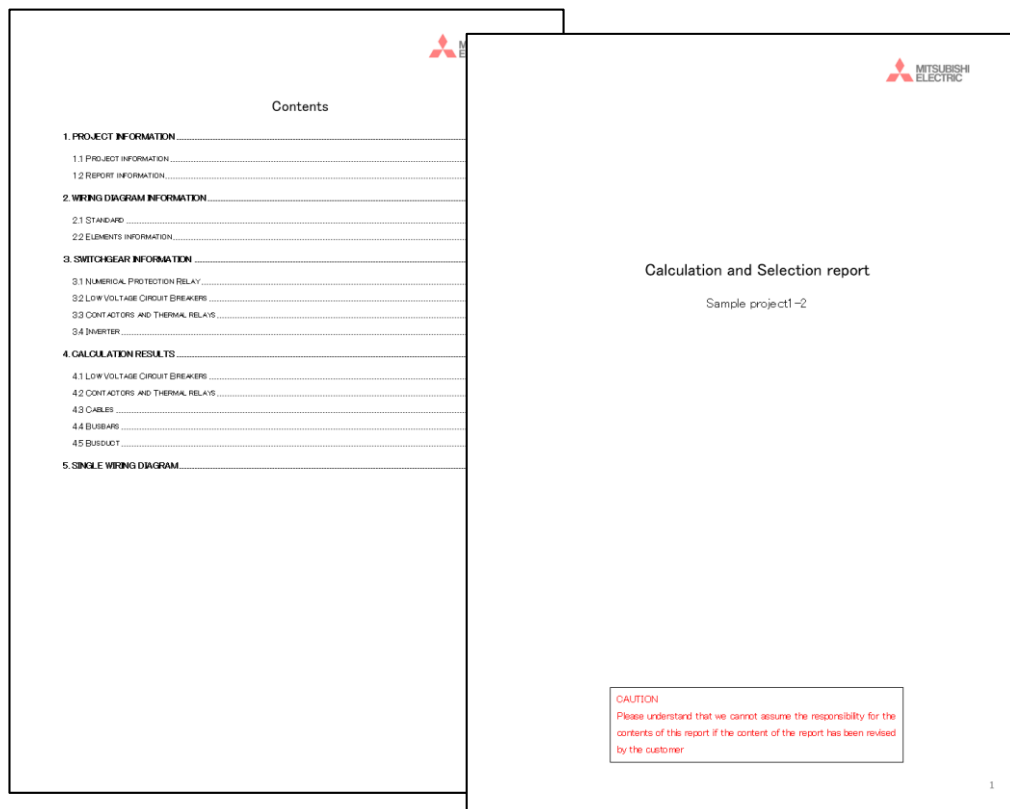 Contents
1. PROJECT INFORMATION
1.1 PROJECT INFORMATION
1.2 REPORT INFORMATION
2. WIRING DIAGRAM INFORMATION
2.1 STANDARD
2.2 ELEMENTS INFORMATION
3. SWITCHGEAR INFORMATION
3.1 NUMERICAL PROTECTION RELAY
3.2 LOW VOLTAGE CIRCUIT BREAKERS
3.3 CONTACTORS AND THERMAL RELAYS
3.4 INVERTER
4. CALCULATION RESULTS
4.1 LOW VOLTAGE CIRCUIT BREAKERS
4.2 CONTACTORS AND THERMAL RELAYS
4.3 CABLES
4.4 BUSBARS
4.5 BUSDUCT
5. SINGLE WIRING DIAGRAM
MITSUBISHI
ELECTRIC
Calculation and Selection report
Sample project1-2
CAUTION
Please understand that we cannot assume the responsibility for the
contents of this report if the content of the report has been revised
by the customer
1